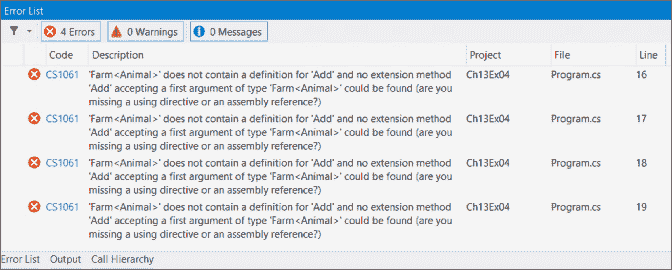 Error List
4 Errors 0 Warnings 0 Messages
Code Description Project File Line
CS1061 'Farm<Animal>' does not contain a definition for 'Add' and no extension method Ch13Ex04 Program.cs 16
'Add' accepting a first argument of type 'Farm<Animal>' could be found (are you
missing a using directive or an assembly reference?)
CS1061 'Farm<Animal>' does not contain a definition for 'Add' and no extension method Ch13Ex04 Program.cs 17
'Add' accepting a first argument of type 'Farm<Animal>' could be found (are you
missing a using directive or an assembly reference?)
CS1061 'Farm<Animal>' does not contain a definition for 'Add' and no extension method Ch13Ex04 Program.cs 18
'Add' accepting a first argument of type 'Farm<Animal>' could be found (are you
missing a using directive or an assembly reference?)
CS1061 'Farm<Animal>' does not contain a definition for 'Add' and no extension method Ch13Ex04 Program.cs 19
'Add' accepting a first argument of type 'Farm<Animal>' could be found (are you
missing a using directive or an assembly reference?)
Error List Output Call Hierarchy